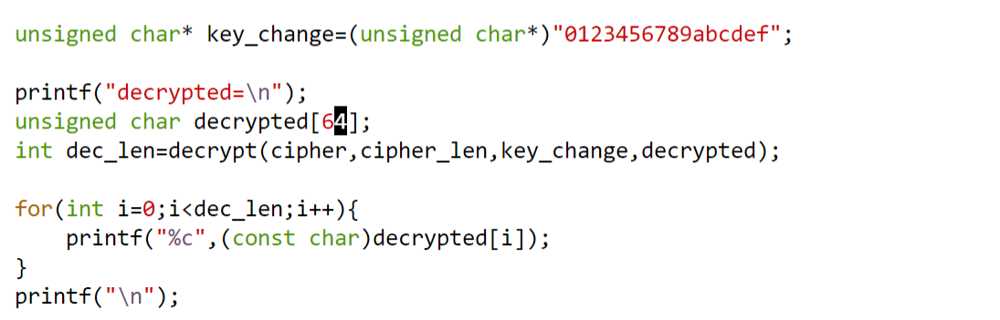 unsigned char* key_change=(unsigned char*)"0123456789abcdef";
printf("decrypted=\n");
unsigned char decrypted[64];
int dec_len=decrypt(cipher,cipher_len,key_change,decrypted);
for(int i=0;i<dec_len;i++){
    printf("%c",(const char)decrypted[i]);
}
printf("\n");